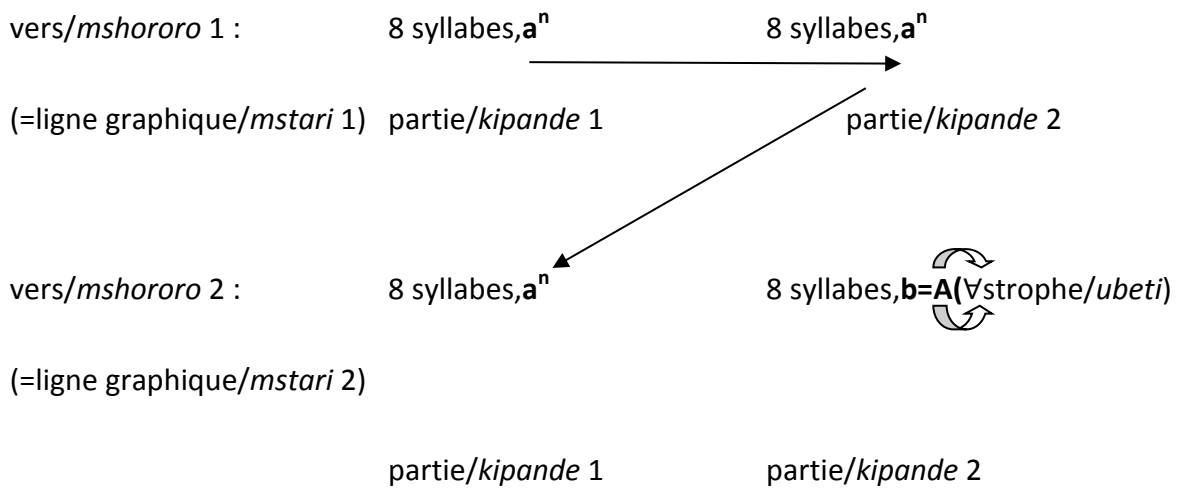 vers/mshororo 1 : 8 syllabes,aⁿ 8 syllabes,aⁿ
(=ligne graphique/mstari 1) partie/kipande 1 partie/kipande 2
vers/mshororo 2 : 8 syllabes,aⁿ 8 syllabes,b=A(∀strophe/ubeti)
(=ligne graphique/mstari 2)
partie/kipande 1 partie/kipande 2